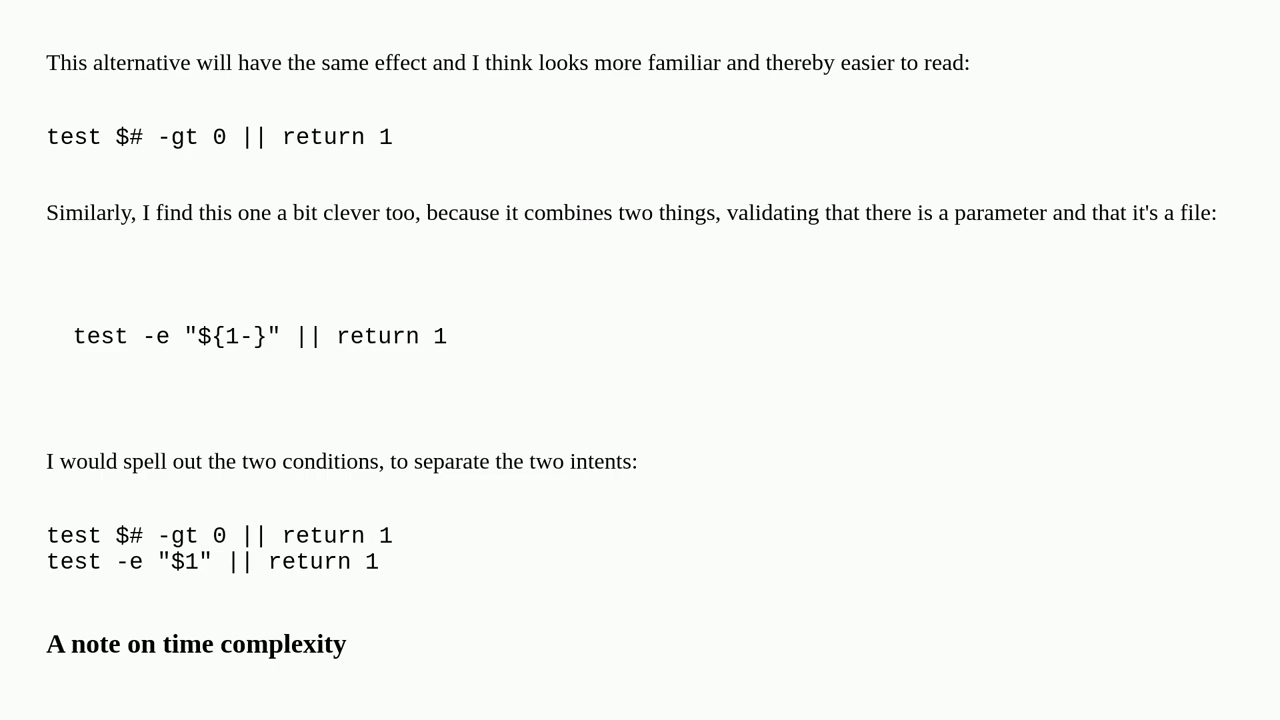 This alternative will have the same effect and I think looks more familiar and thereby easier to read:
test $# -gt 0 || return 1
Similarly, I find this one a bit clever too, because it combines two things, validating that there is a parameter and that it's a file:
test -e "${1-}" || return 1
I would spell out the two conditions, to separate the two intents:
test $# -gt 0 || return 1
test -e "$1" || return 1
A note on time complexity